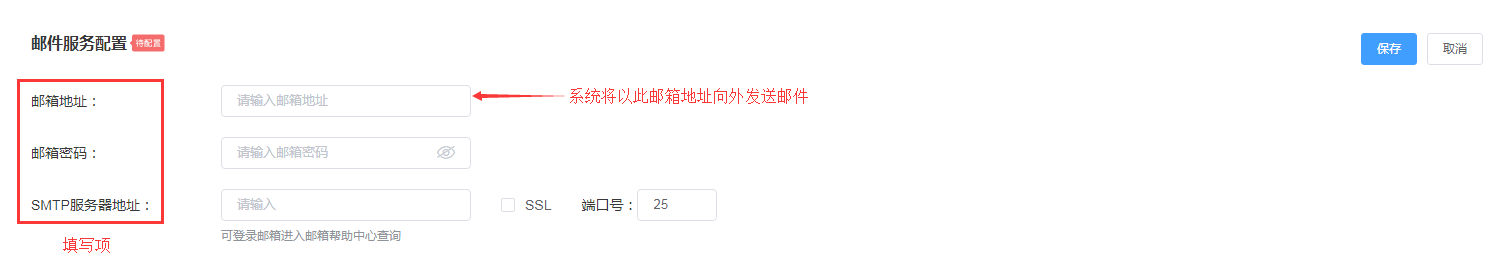 邮件服务配置 待配置
保存 取消
邮箱地址： 请输入邮箱地址 系统将以此邮箱地址向外发送邮件
邮箱密码： 请输入邮箱密码
SMTP服务器地址： 请输入 SSL 端口号： 25
可登录邮箱进入邮箱帮助中心查询
填写项